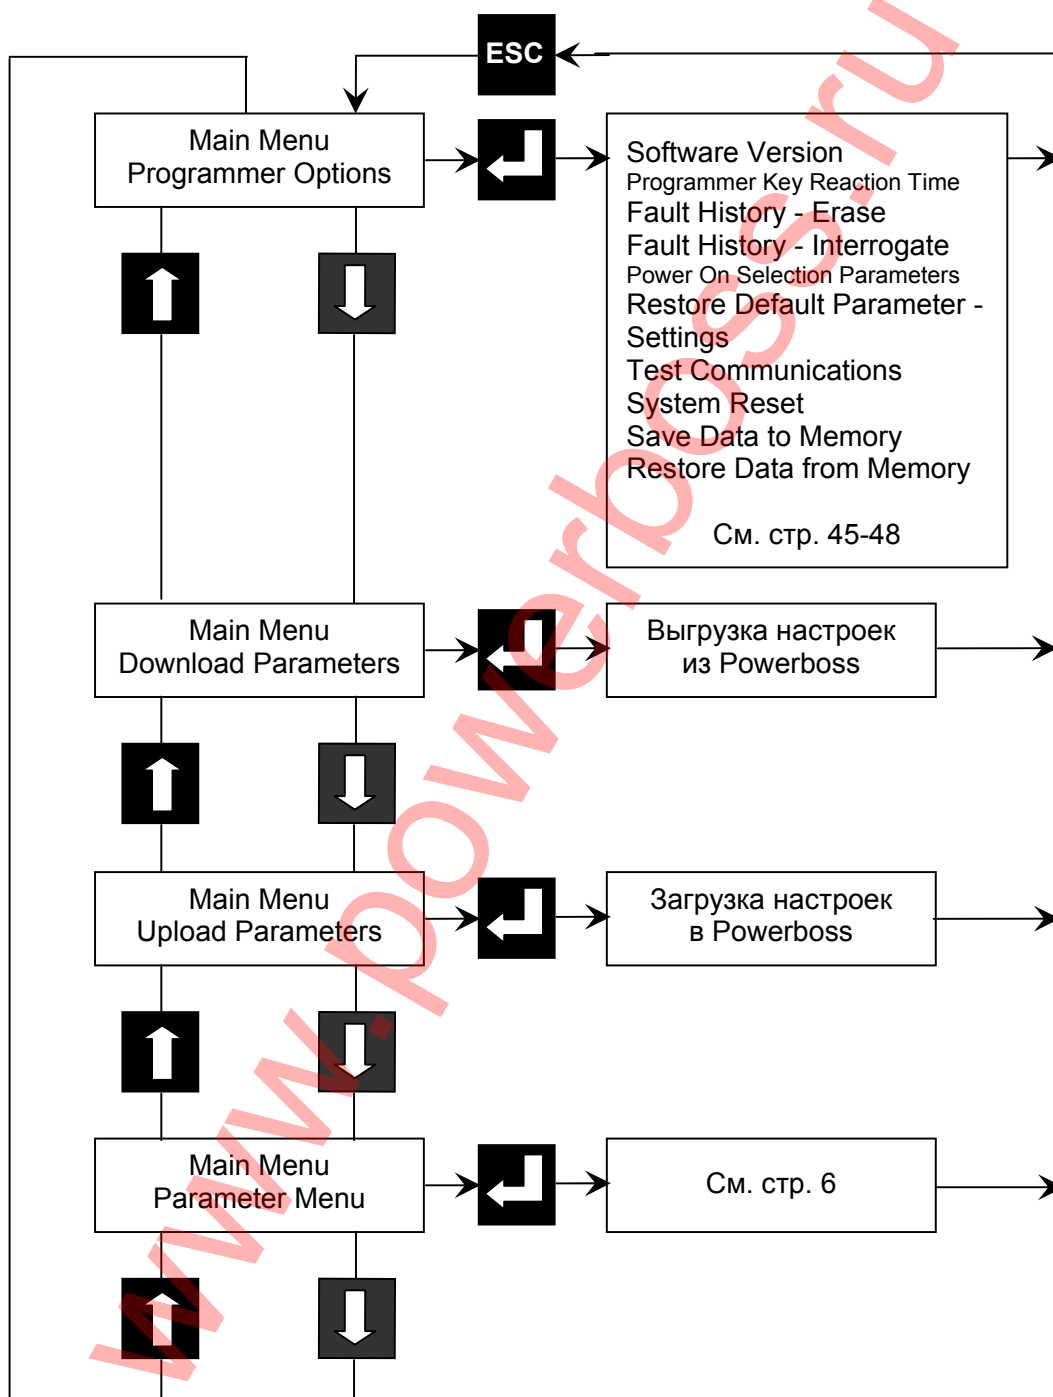 ESC
Main Menu
Programmer Options
Software Version
Programmer Key Reaction Time
Fault History - Erase
Fault History - Interrogate
Power On Selection Parameters
Restore Default Parameter -
Settings
Test Communications
System Reset
Save Data to Memory
Restore Data from Memory
См. стр. 45-48
Main Menu
Download Parameters
Выгрузка настроек
из Powerboss
Main Menu
Upload Parameters
Загрузка настроек
в Powerboss
Main Menu
Parameter Menu
См. стр. 6
www.powerboss.ru